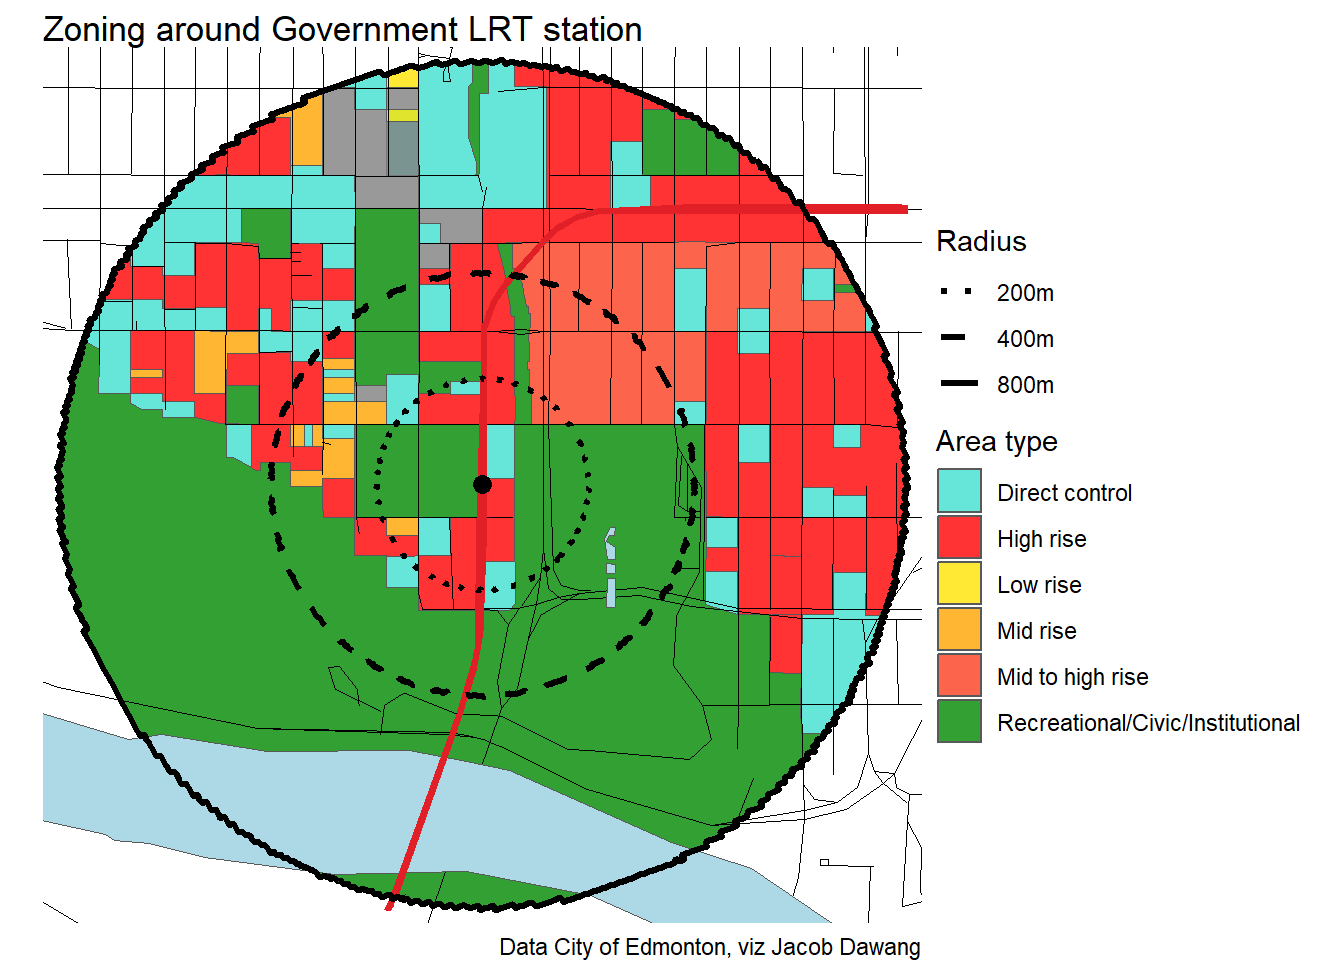 Zoning around Government LRT station
Radius
200m
400m
800m
Area type
Direct control
High rise
Low rise
Mid rise
Mid to high rise
Recreational/Civic/Institutional
Data City of Edmonton, viz Jacob Dawang